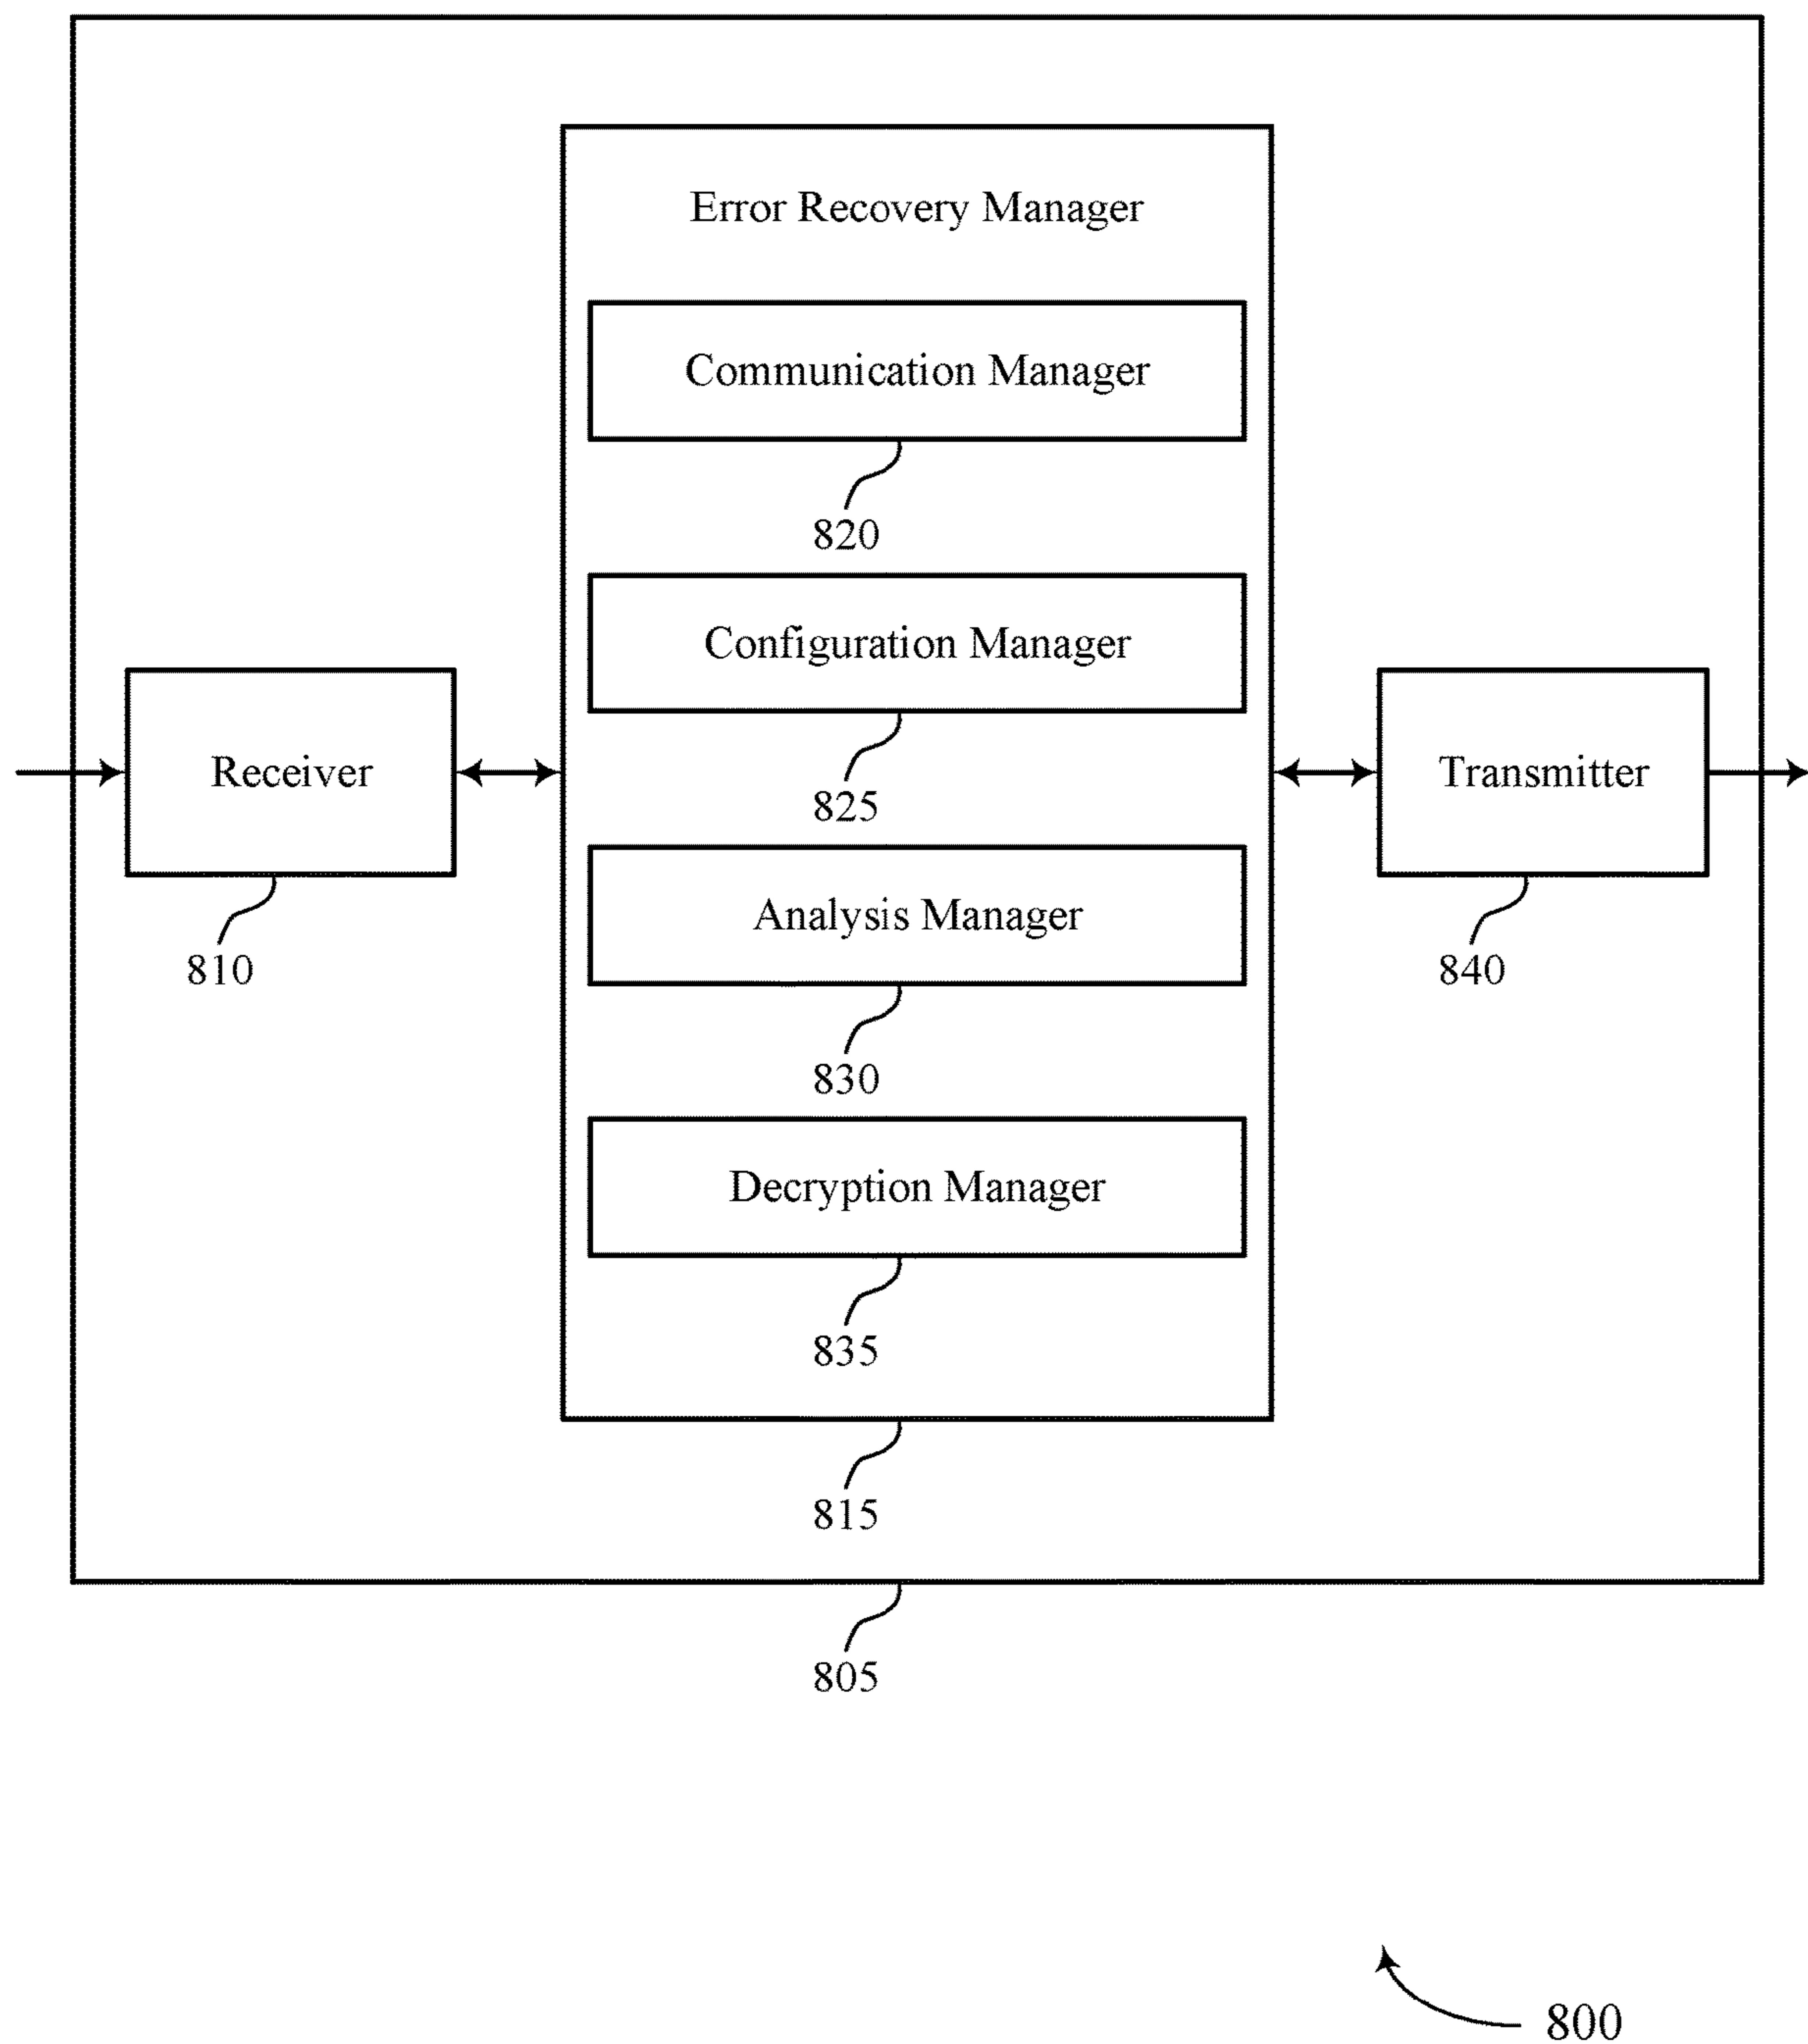 Error Recovery Manager
Communication Manager
820
Configuration Manager
825
Receiver
810
Transmitter
840
Analysis Manager
830
Decryption Manager
835
815
805
800